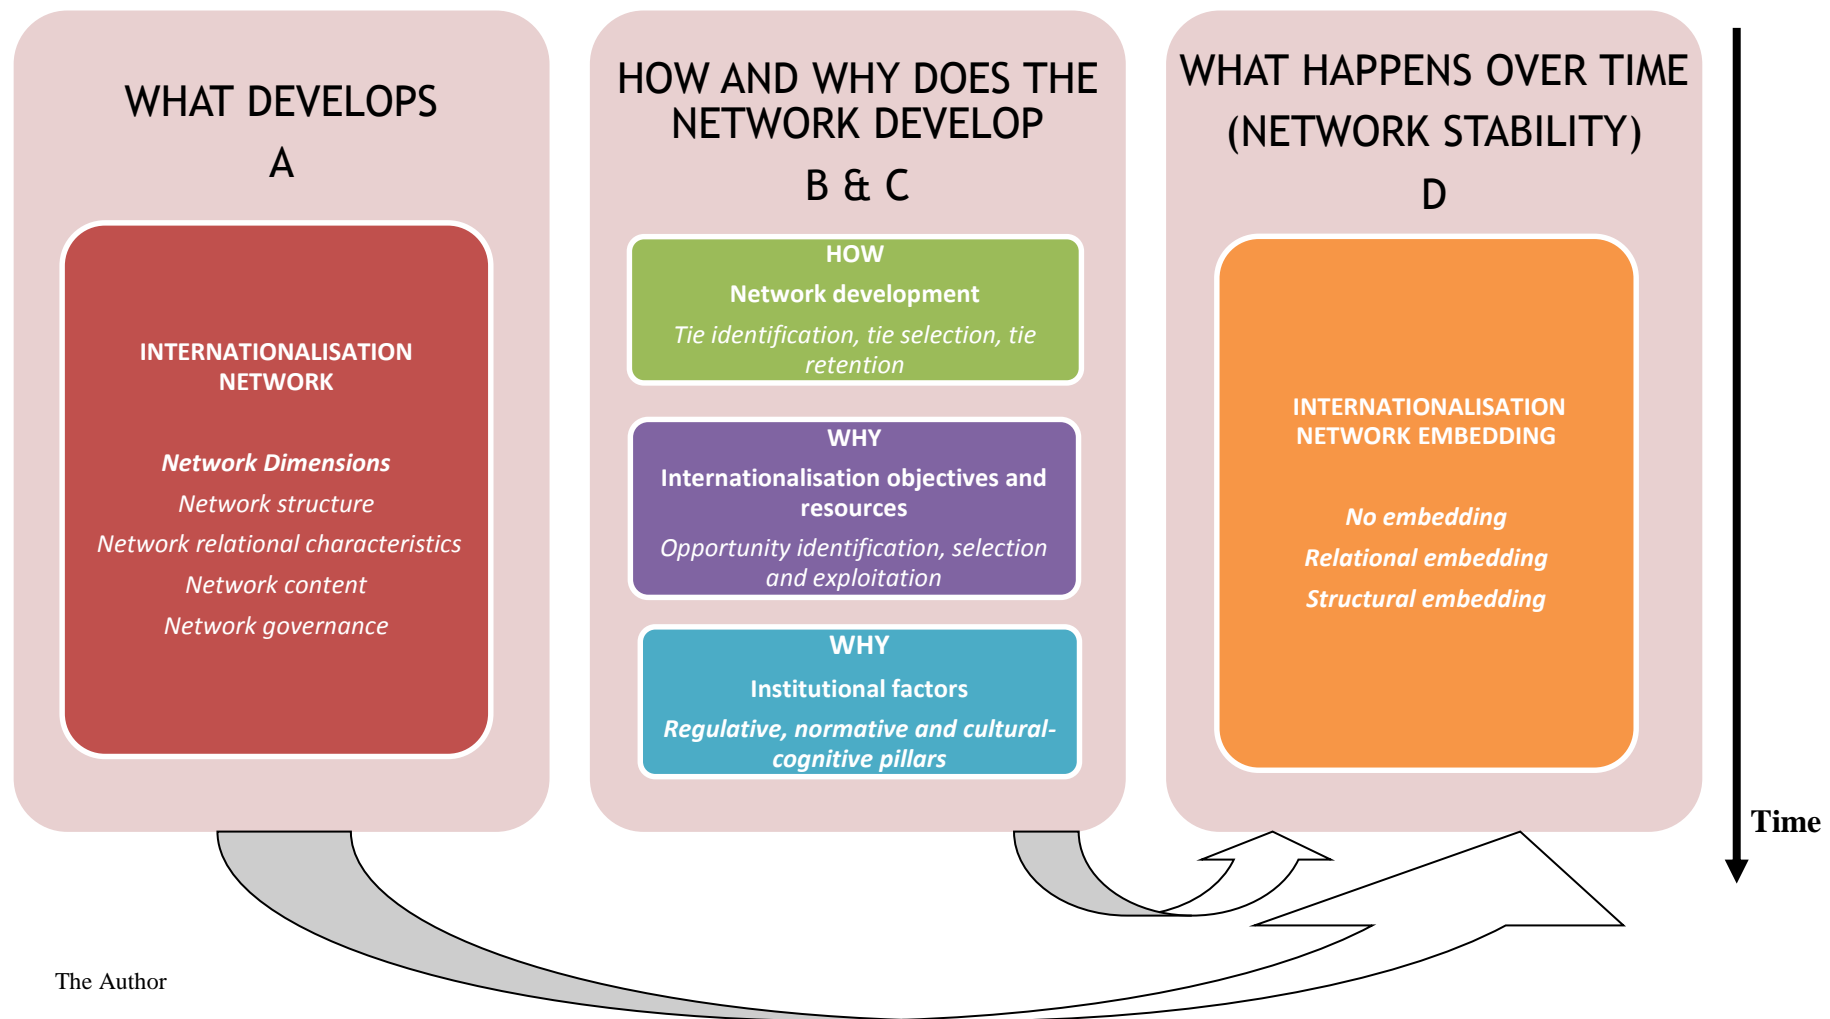 WHAT DEVELOPS
A
INTERNATIONALISATION
NETWORK
Network Dimensions
Network structure
Network relational characteristics
Network content
Network governance
HOW AND WHY DOES THE
NETWORK DEVELOP
B & C
HOW
Network development
Tie identification, tie selection, tie
retention
WHY
Internationalisation objectives and
resources
Opportunity identification, selection
and exploitation
WHY
Institutional factors
Regulative, normative and cultural-
cognitive pillars
WHAT HAPPENS OVER TIME
(NETWORK STABILITY)
D
INTERNATIONALISATION
NETWORK EMBEDDING
No embedding
Relational embedding
Structural embedding
Time
The Author